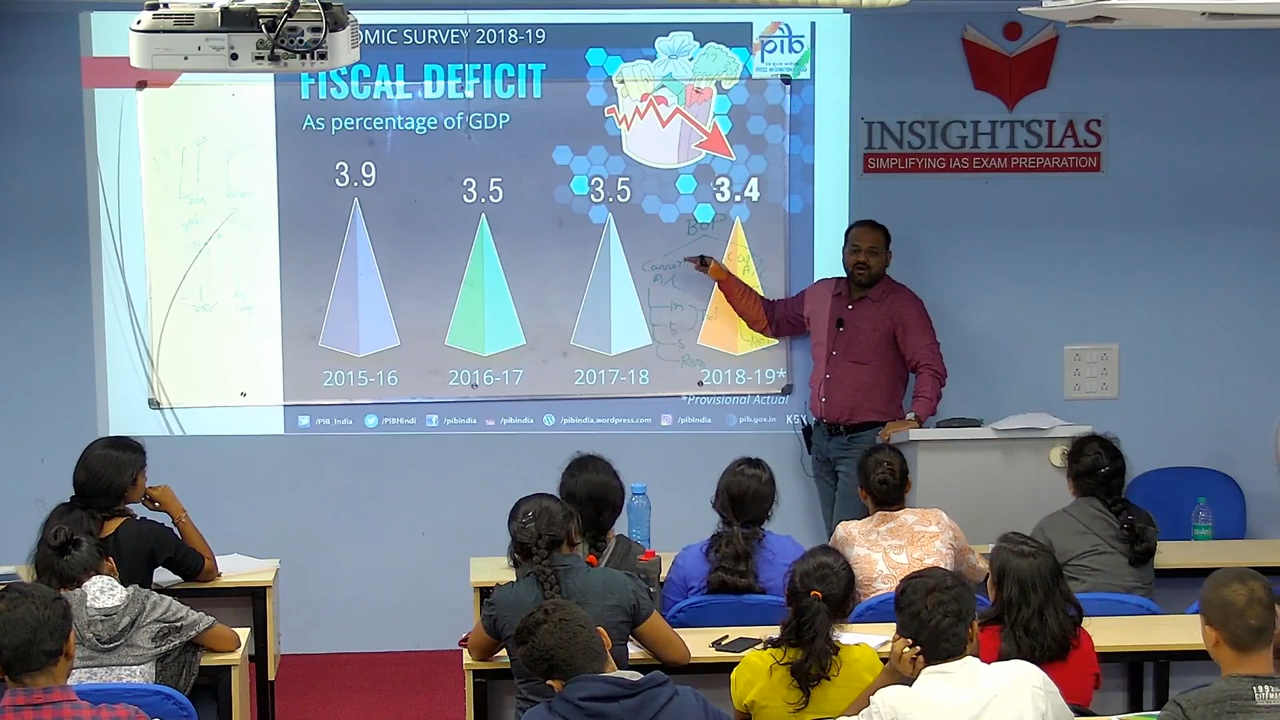 OMIC SURVEY 2018-19
FISCAL DEFICIT
As percentage of GDP
pib
3.9
3.5
3.5
3.4
BOP
2015-16
2016-17
2017-18
2018-19*
*Provisional Actual
/PIB_India
/PIBHindi
/pibindia
/pibindia
/pibindia.wordpress.com
/pibindia
pib.gov.in
KSY
INSIGHTSIAS
SIMPLIFYING IAS EXAM PREPARATION